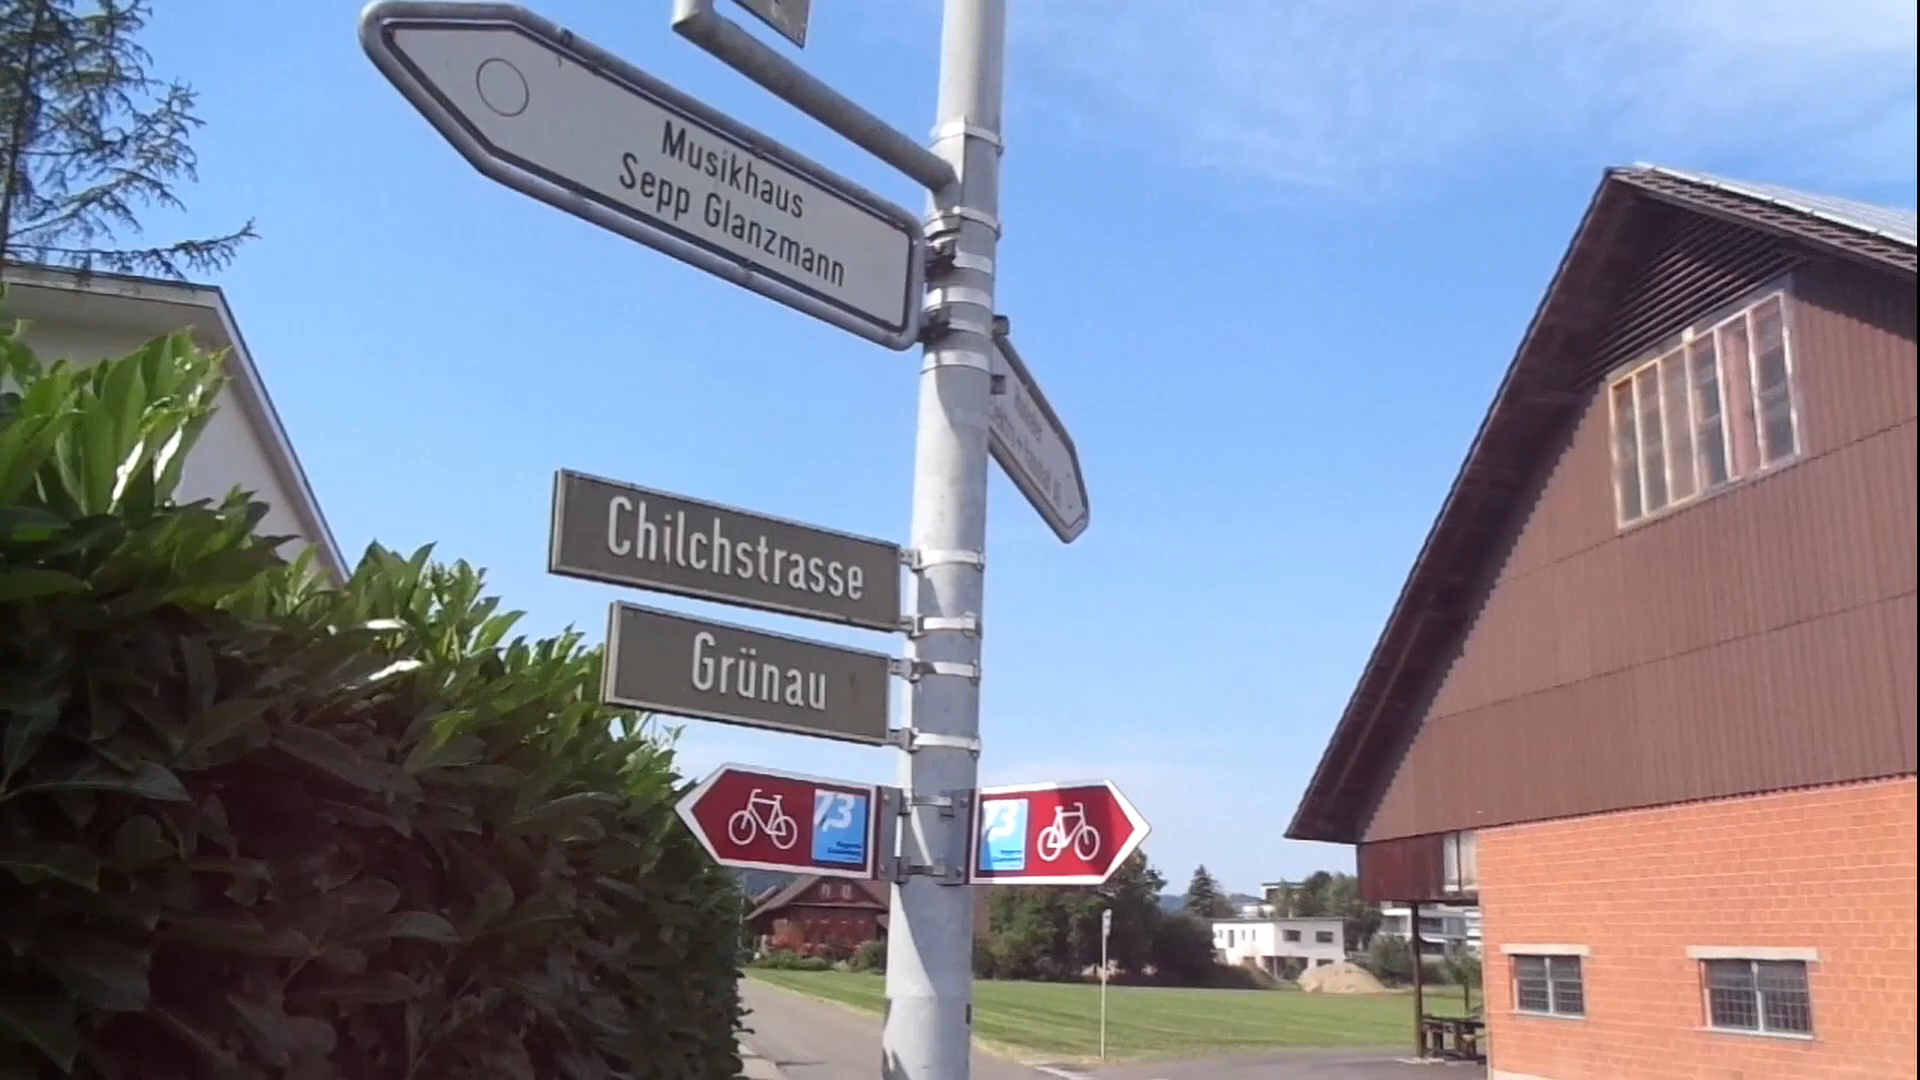 Musikhaus
Sepp Glanzmann
Chilchstrasse
Grünau
73
73